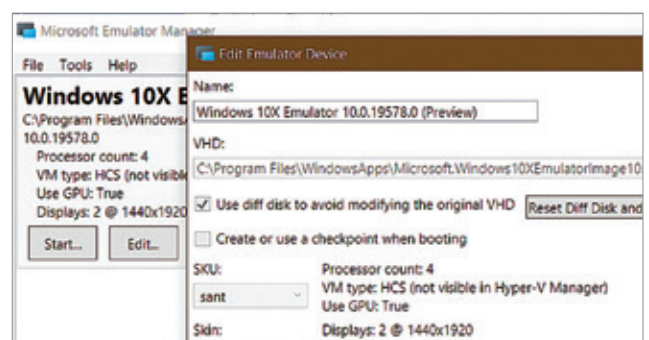 Microsoft Emulator Manager
File Tools Help
Windows 10X E
C:\Program Files\Windows
10.0.19578.0
Processor count: 4
VM type: HCS (not visible
Use GPU: True
Displays: 2 @ 1440x1920
Start... Edit...
Edit Emulator Device
Name:
Windows 10X Emulator 10.0.19578.0 (Preview)
VHD:
C:\Program Files\WindowsApps\Microsoft.Windows10XEmulatorImage10
Use diff disk to avoid modifying the original VHD Reset Diff Disk and
Create or use a checkpoint when booting
SKU: Processor count: 4
sant VM type: HCS (not visible in Hyper-V Manager)
Use GPU: True
Skin: Displays: 2 @ 1440x1920